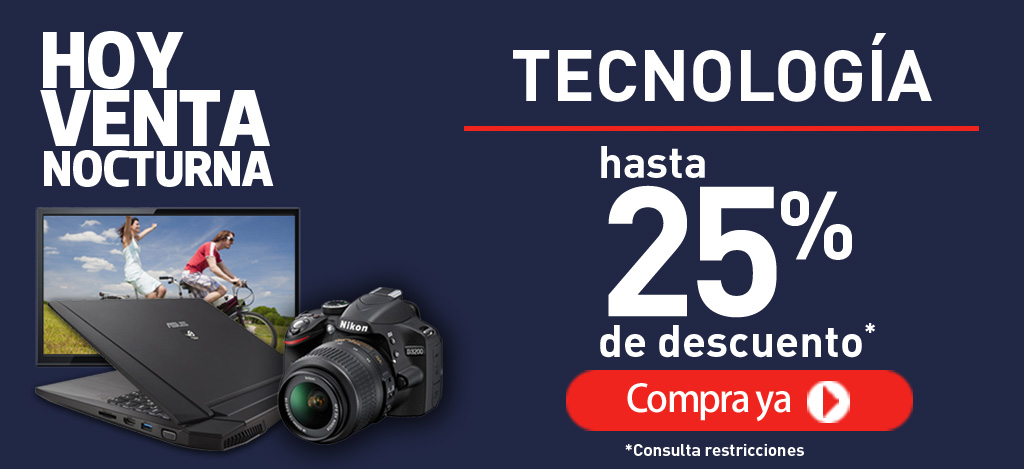 HOY
VENTA
NOCTURNA
TECNOLOGÍA
hasta
25%
de descuento*
Compra ya
*Consulta restricciones
ASUS
Nikon
D3200